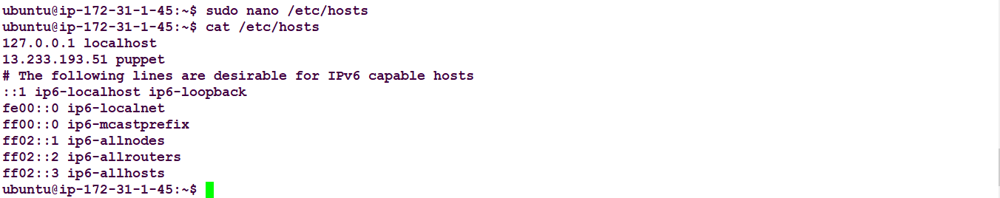 ubuntu@ip-172-31-1-45:~$ sudo nano /etc/hosts
ubuntu@ip-172-31-1-45:~$ cat /etc/hosts
127.0.0.1 localhost
13.233.193.51 puppet
# The following lines are desirable for IPv6 capable hosts
::1 ip6-localhost ip6-loopback
fe00::0 ip6-localnet
ff00::0 ip6-mcastprefix
ff02::1 ip6-allnodes
ff02::2 ip6-allrouters
ff02::3 ip6-allhosts
ubuntu@ip-172-31-1-45:~$